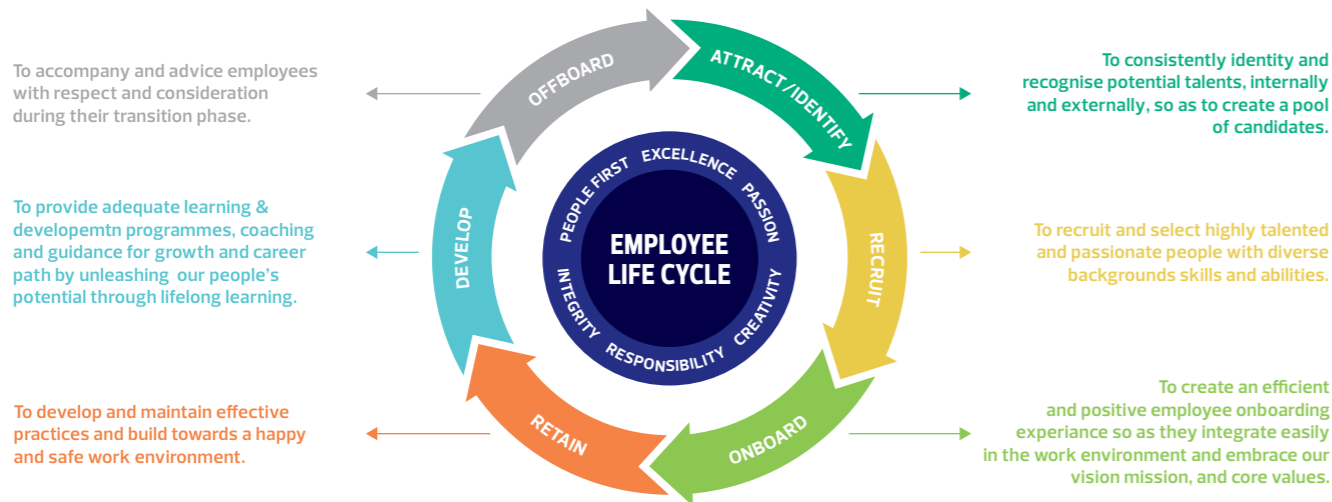 OFFBOARD
To accompany and advice employees
with respect and consideration
during their transition phase.
ATTRACT/IDENTIFY
To consistently identity and
recognise potential talents, internally
and externally, so as to create a pool
of candidates.
PEOPLE FIRST EXCELLENCE PASSION
CREATIVITY RESPONSIBILITY INTEGRITY
EMPLOYEE
LIFE CYCLE
DEVELOP
To provide adequate learning &
developemtn programmes, coaching
and guidance for growth and career
path by unleashing our people's
potential through lifelong learning.
RECRUIT
To recruit and select highly talented
and passionate people with diverse
backgrounds skills and abilities.
RETAIN
To develop and maintain effective
practices and build towards a happy
and safe work environment.
ONBOARD
To create an efficient
and positive employee onboarding
experiance so as they integrate easily
in the work environment and embrace our
vision mission, and core values.